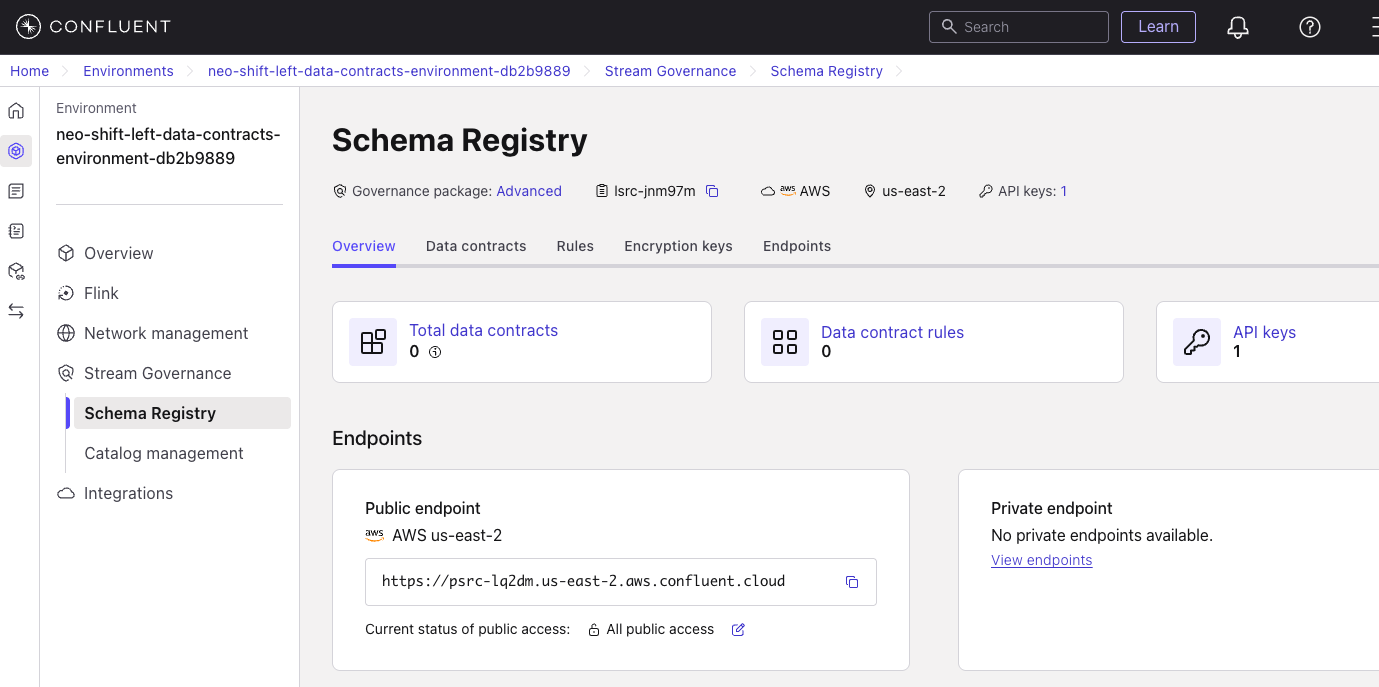 CONFLUENT
Search
Learn
Home
Environments
neo-shift-left-data-contracts-environment-db2b9889
Stream Governance
Schema Registry
Environment
neo-shift-left-data-contracts-
environment-db2b9889
Overview
Flink
Network management
Stream Governance
Schema Registry
Catalog management
Integrations
Schema Registry
Governance package: Advanced
lsrc-jnm97m
aws AWS
us-east-2
API keys: 1
Overview
Data contracts
Rules
Encryption keys
Endpoints
Total data contracts
0
Data contract rules
0
API keys
1
Endpoints
Public endpoint
aws AWS us-east-2
https://psrc-lq2dm.us-east-2.aws.confluent.cloud
Current status of public access: All public access
Private endpoint
No private endpoints available.
View endpoints